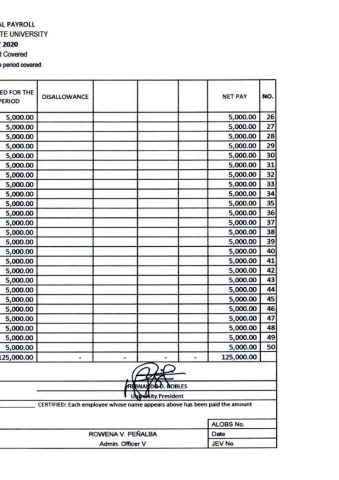 AL PAYROLL
TE UNIVERSITY
2020
Covered
period covered.
ED FOR THE PERIOD DISALLOWANCE NET PAY NO.
5,000.00 5,000.00 26
5,000.00 5,000.00 27
5,000.00 5,000.00 28
5,000.00 5,000.00 29
5,000.00 5,000.00 30
5,000.00 5,000.00 31
5,000.00 5,000.00 32
5,000.00 5,000.00 33
5,000.00 5,000.00 34
5,000.00 5,000.00 35
5,000.00 5,000.00 36
5,000.00 5,000.00 37
5,000.00 5,000.00 38
5,000.00 5,000.00 39
5,000.00 5,000.00 40
5,000.00 5,000.00 41
5,000.00 5,000.00 42
5,000.00 5,000.00 43
5,000.00 5,000.00 44
5,000.00 5,000.00 45
5,000.00 5,000.00 46
5,000.00 5,000.00 47
5,000.00 5,000.00 48
5,000.00 5,000.00 49
5,000.00 5,000.00 50
125,000.00 - - - - 125,000.00
HERNANDO D. ROBLES
University President
CERTIFIED: Each employee whose name appears above has been paid the amount
ALOBS No.
ROWENA V. PEÑALBA Date
Admin. Officer V JEV No.